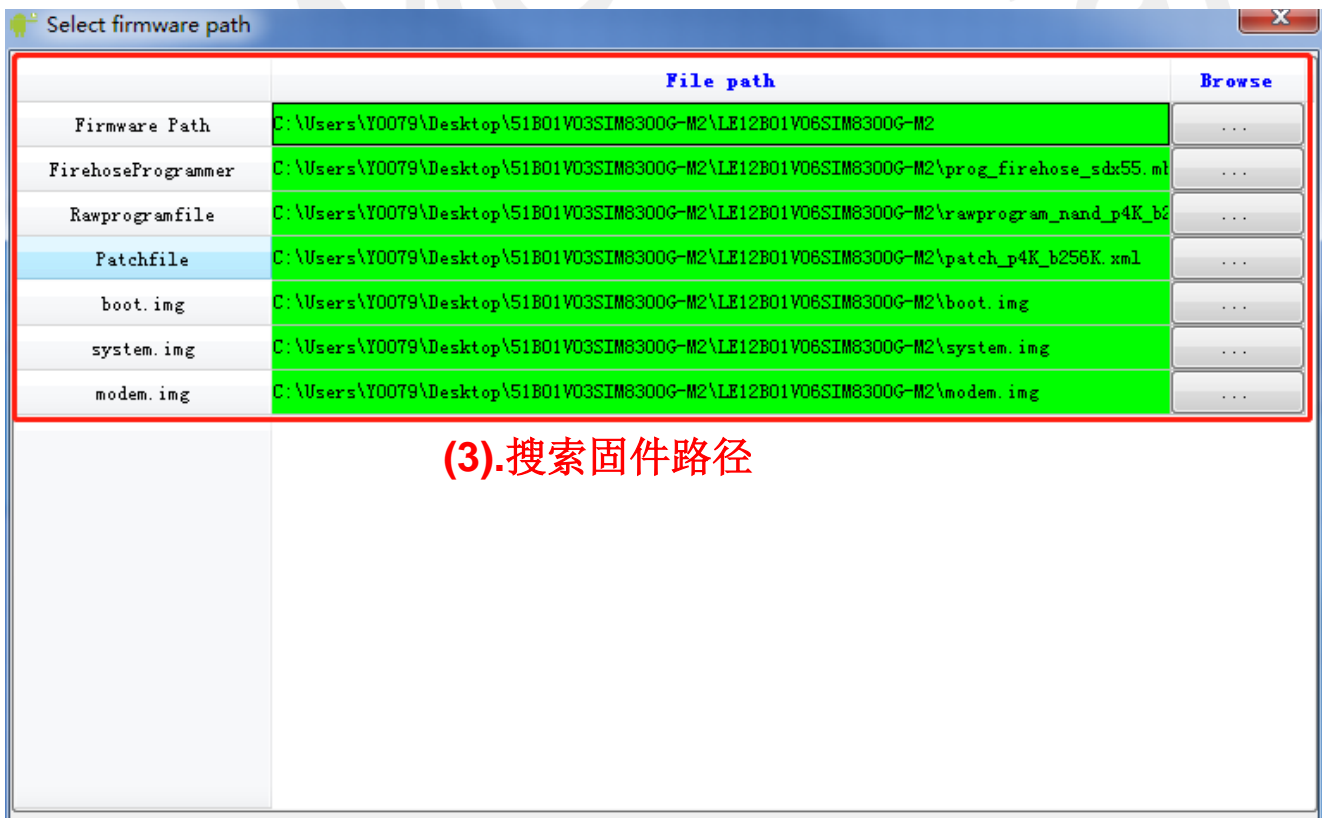 Select firmware path
File path Browse
Firmware Path C:\Users\Y0079\Desktop\51B01V03SIM8300G-M2\LE12B01V06SIM8300G-M2 ...
FirehoseProgrammer C:\Users\Y0079\Desktop\51B01V03SIM8300G-M2\LE12B01V06SIM8300G-M2\prog_firehose_sdx55.mb ...
Rawprogramfile C:\Users\Y0079\Desktop\51B01V03SIM8300G-M2\LE12B01V06SIM8300G-M2\rawprogram_nand_p4K_b2 ...
Patchfile C:\Users\Y0079\Desktop\51B01V03SIM8300G-M2\LE12B01V06SIM8300G-M2\patch_p4K_b256K.xml ...
boot.img C:\Users\Y0079\Desktop\51B01V03SIM8300G-M2\LE12B01V06SIM8300G-M2\boot.img ...
system.img C:\Users\Y0079\Desktop\51B01V03SIM8300G-M2\LE12B01V06SIM8300G-M2\system.img ...
modem.img C:\Users\Y0079\Desktop\51B01V03SIM8300G-M2\LE12B01V06SIM8300G-M2\modem.img ...
(3).搜索固件路径